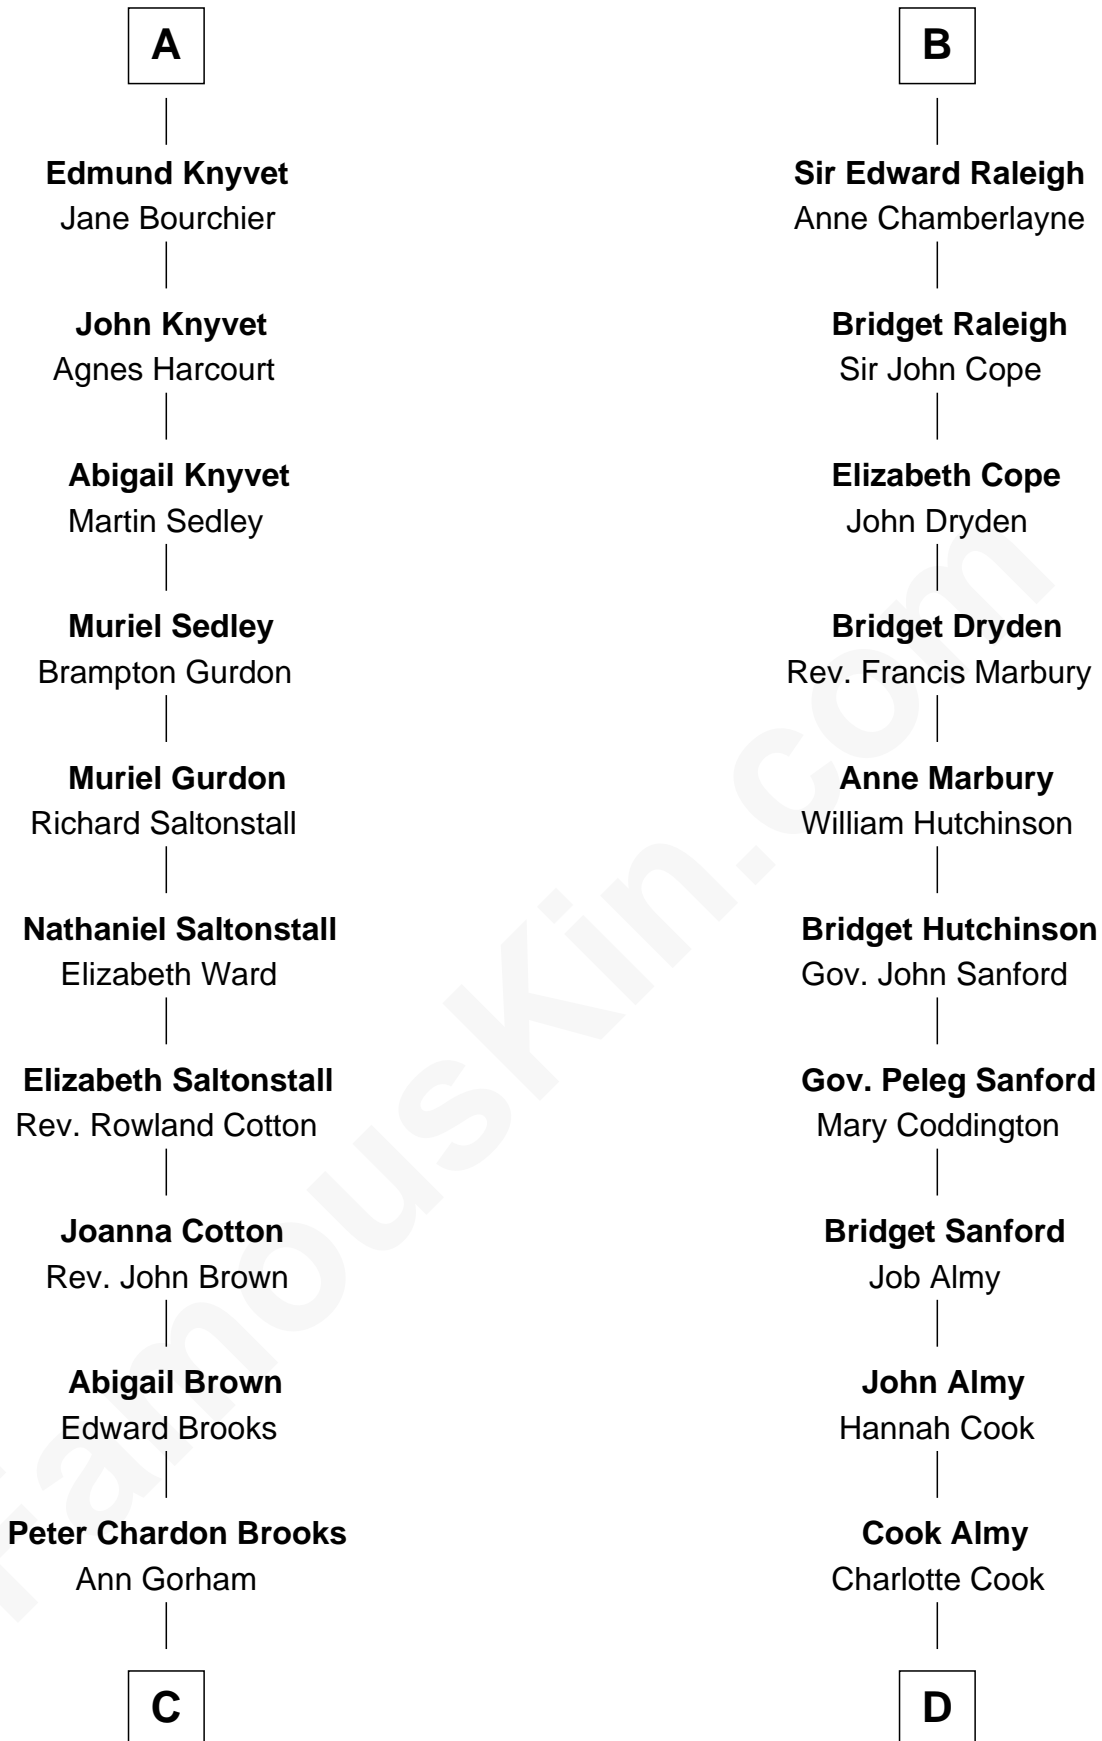 A
Edmund Knyvet
Jane Bourchier
John Knyvet
Agnes Harcourt
Abigail Knyvet
Martin Sedley
Muriel Sedley
Brampton Gurdon
Muriel Gurdon
Richard Saltonstall
Nathaniel Saltonstall
Elizabeth Ward
Elizabeth Saltonstall
Rev. Rowland Cotton
Joanna Cotton
Rev. John Brown
Abigail Brown
Edward Brooks
Peter Chardon Brooks
Ann Gorham
C
B
Sir Edward Raleigh
Anne Chamberlayne
Bridget Raleigh
Sir John Cope
Elizabeth Cope
John Dryden
Bridget Dryden
Rev. Francis Marbury
Anne Marbury
William Hutchinson
Bridget Hutchinson
Gov. John Sanford
Gov. Peleg Sanford
Mary Coddington
Bridget Sanford
Job Almy
John Almy
Hannah Cook
Cook Almy
Charlotte Cook
D
FamousKin.com